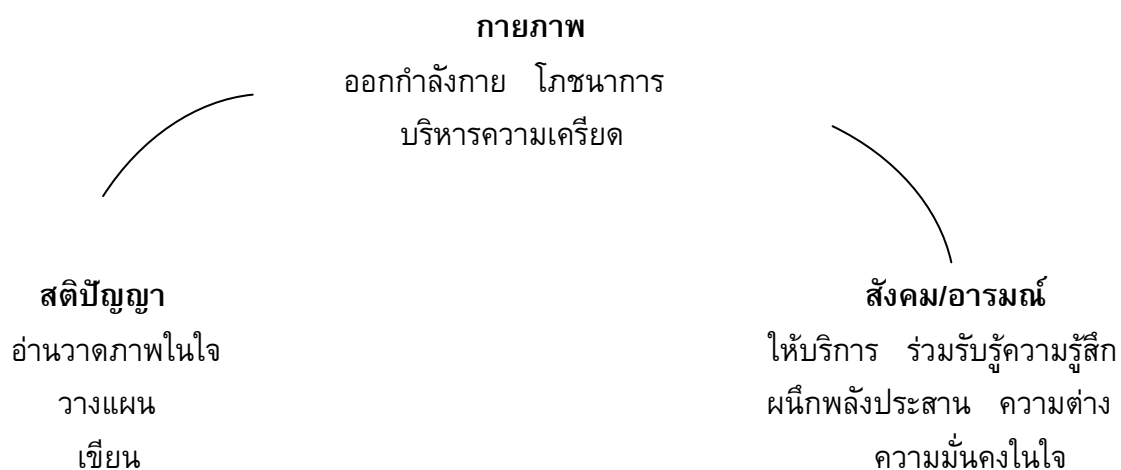 กายภาพ
ออกกำลังกาย โภชนาการ
บริหารความเครียด
สติปัญญา
อ่านวาดภาพในใจ
วางแผน
เขียน
สังคม/อารมณ์
ให้บริการ ร่วมรับรู้ความรู้สึก
ผนึกพลังประสาน ความต่าง
ความมั่นคงในใจ